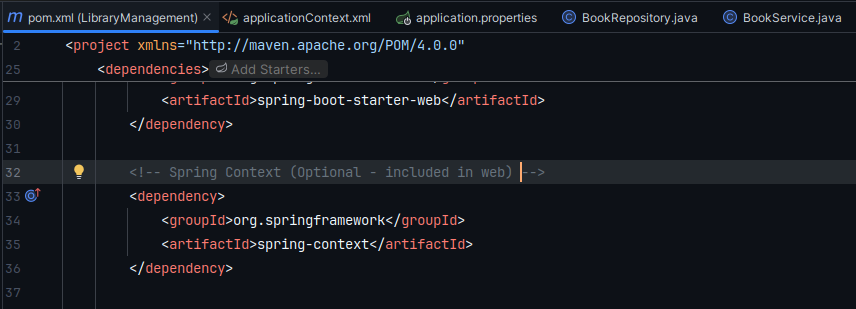 pom.xml (LibraryManagement)
applicationContext.xml
application.properties
BookRepository.java
BookService.java
2 <project xmlns="http://maven.apache.org/POM/4.0.0"
25 <dependencies> Add Starters...
29 <artifactId>spring-boot-starter-web</artifactId>
30 </dependency>
31
32 <!-- Spring Context (Optional - included in web) -->
33 <dependency>
34 <groupId>org.springframework</groupId>
35 <artifactId>spring-context</artifactId>
36 </dependency>
37